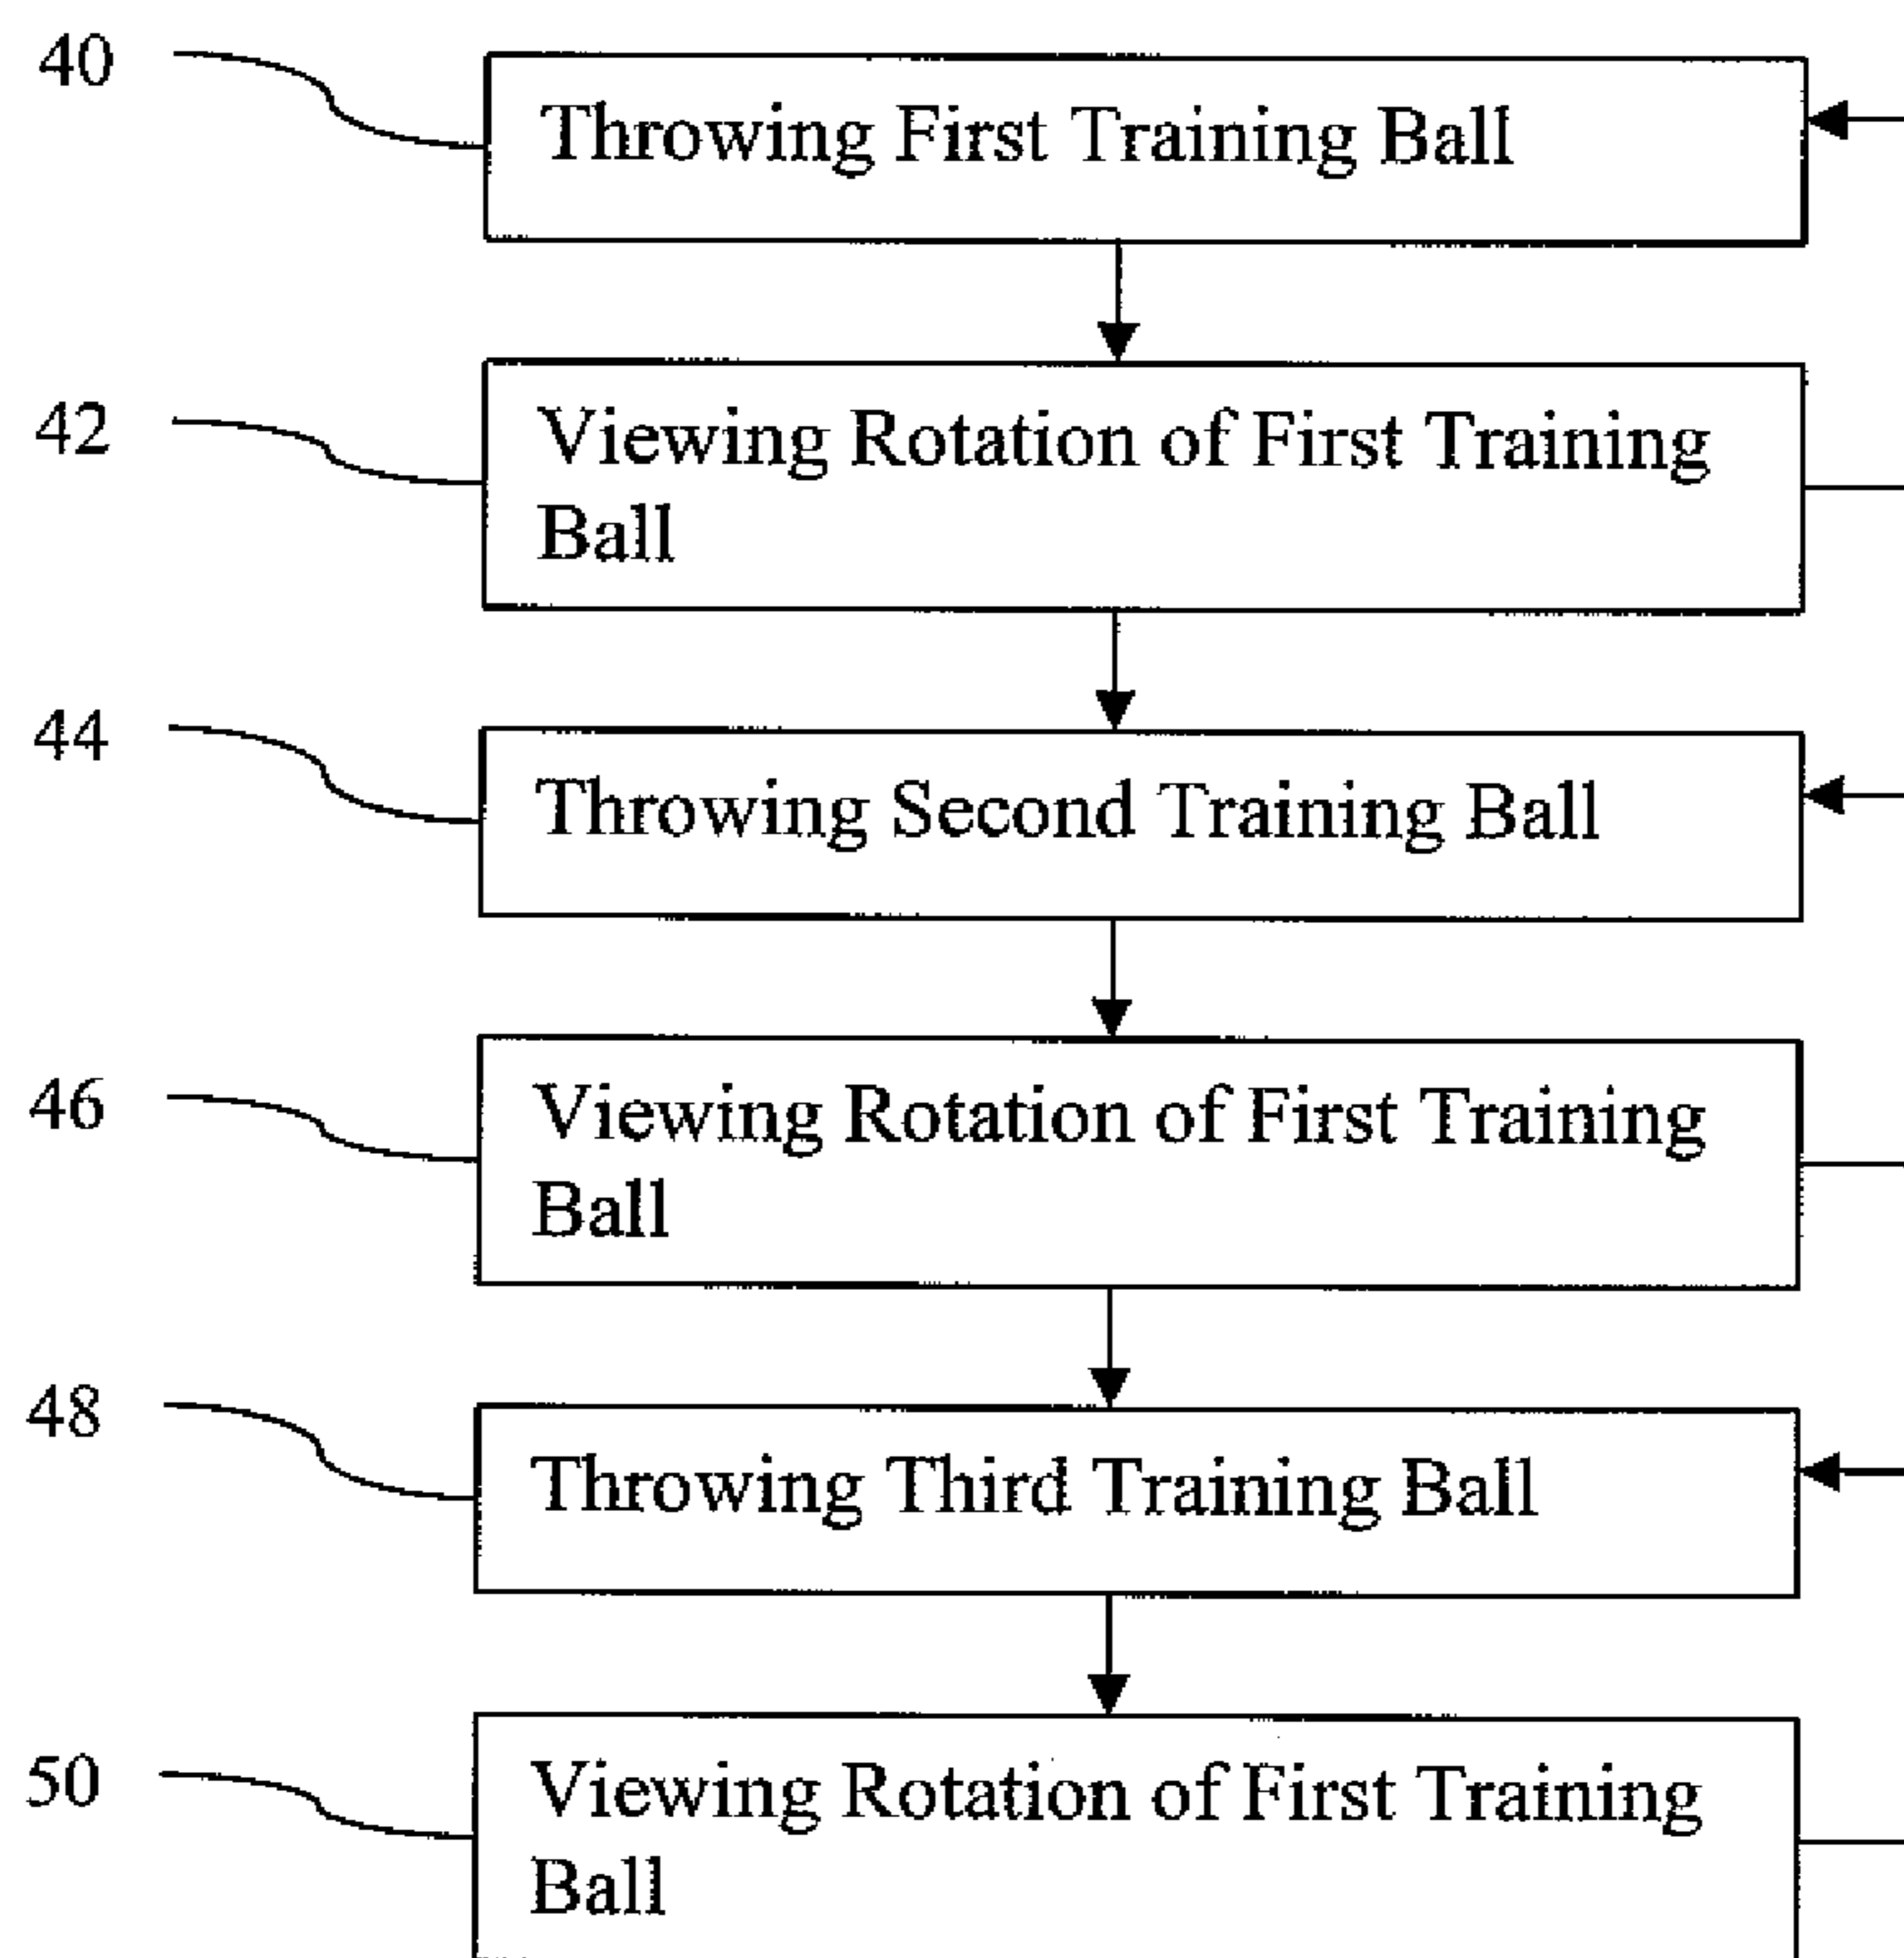 40
Throwing First Training Ball
42
Viewing Rotation of First Training
Ball
44
Throwing Second Training Ball
46
Viewing Rotation of First Training
Ball
48
Throwing Third Training Ball
50
Viewing Rotation of First Training
Ball